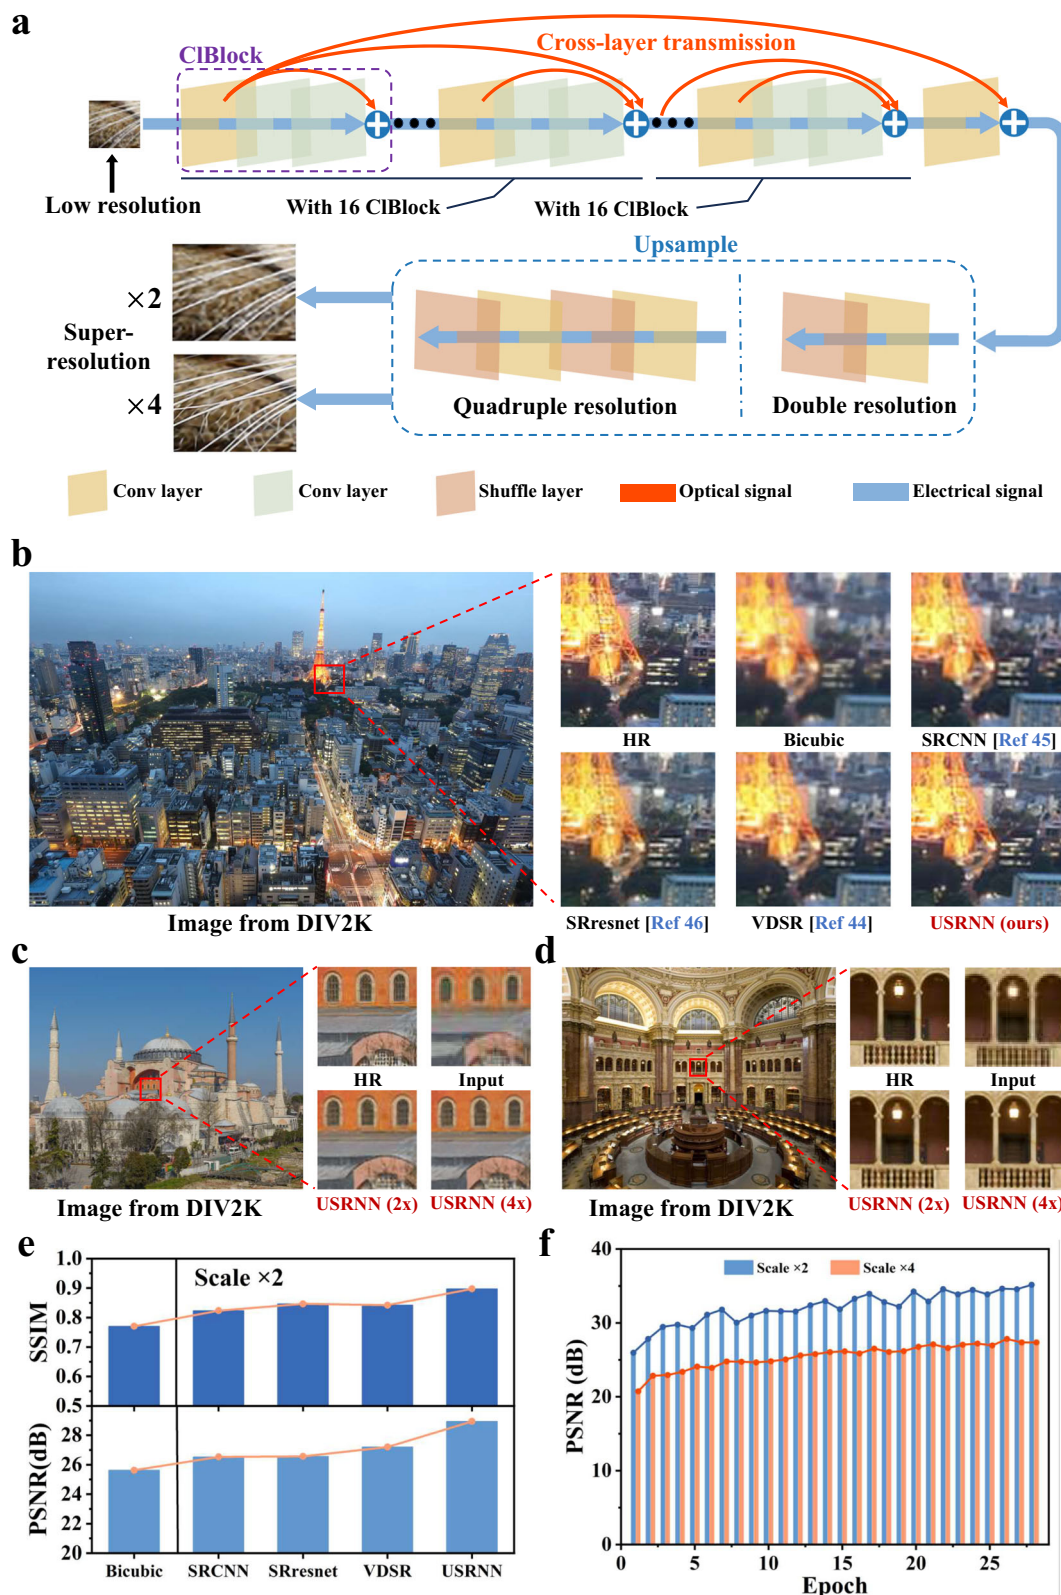 a
ClBlock
Cross-layer transmission
Low resolution
With 16 ClBlock
With 16 ClBlock
Upsample
×2
Super-
resolution
×4
Quadruple resolution
Double resolution
Conv layer
Conv layer
Shuffle layer
Optical signal
Electrical signal
b
HR
Bicubic
SRCNN [Ref 45]
Image from DIV2K
SRresnet [Ref 46]
VDSR [Ref 44]
USRNN (ours)
c
HR
Input
Image from DIV2K
USRNN (2x)
USRNN (4x)
d
HR
Input
Image from DIV2K
USRNN (2x)
USRNN (4x)
e
Scale ×2
SSIM
1.0
0.9
0.8
0.7
0.6
0.5
PSNR(dB)
28
26
24
22
20
Bicubic
SRCNN
SRresnet
VDSR
USRNN
f
Scale ×2
Scale ×4
PSNR (dB)
40
30
20
10
0
0
5
10
15
20
25
Epoch